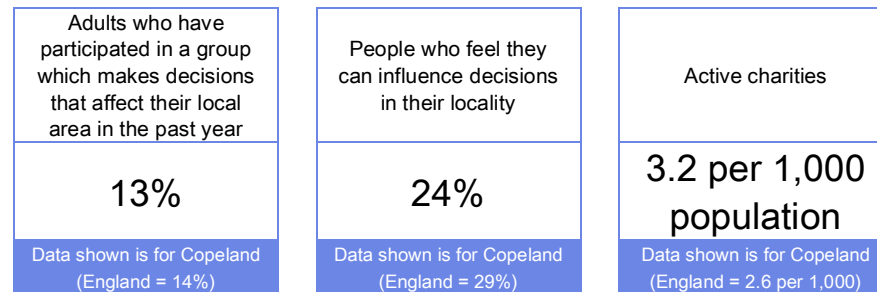 Adults who have
participated in a group
which makes decisions
that affect their local
area in the past year
13%
Data shown is for Copeland
(England = 14%)
People who feel they
can influence decisions
in their locality
24%
Data shown is for Copeland
(England = 29%)
Active charities
3.2 per 1,000
population
Data shown is for Copeland
(England = 2.6 per 1,000)